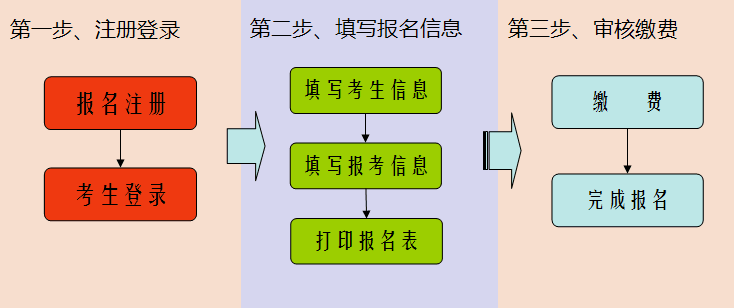 第一步、注册登录
报名注册
考生登录
第二步、填写报名信息
填写考生信息
填写报考信息
打印报名表
第三步、审核缴费
缴 费
完成报名